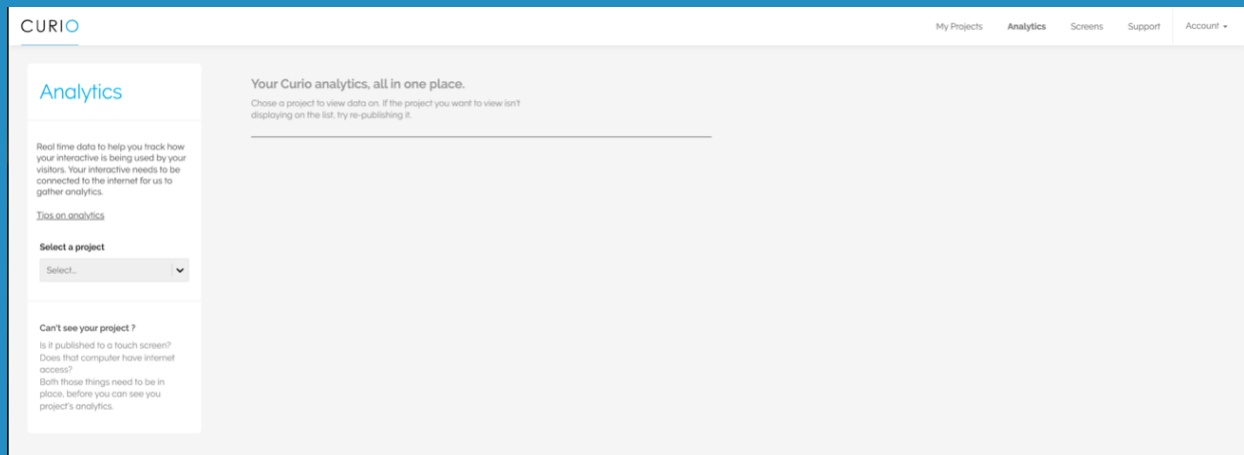 CURIO
My Projects Analytics Screens Support Account
Analytics
Real time data to help you track how
your interactive is being used by your
visitors. Your interactive needs to be
connected to the internet for us to
gather analytics.
Tips on analytics
Select a project
Select...
Can't see your project ?
Is it published to a touch screen?
Does that computer have internet
access?
Both those things need to be in
place, before you can see you
project's analytics.
Your Curio analytics, all in one place.
Chose a project to view data on. If the project you want to view isn't
displaying on the list, try re-publishing it.